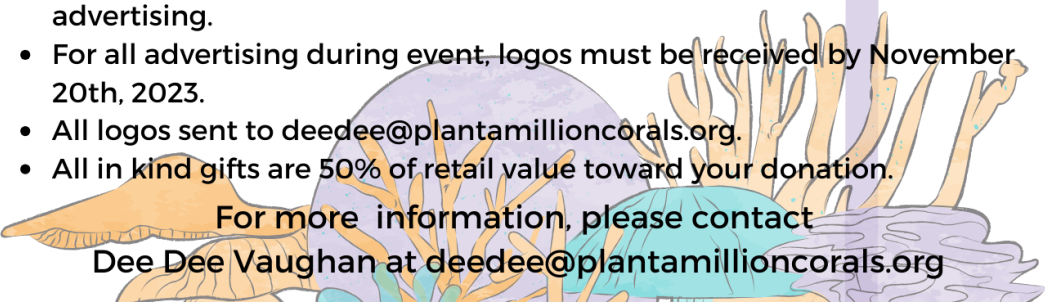 advertising.
• For all advertising during event, logos must be received by November
20th, 2023.
• All logos sent to deedee@plantamillioncorals.org.
• All in kind gifts are 50% of retail value toward your donation.
For more  information, please contact
Dee Dee Vaughan at deedee@plantamillioncorals.org